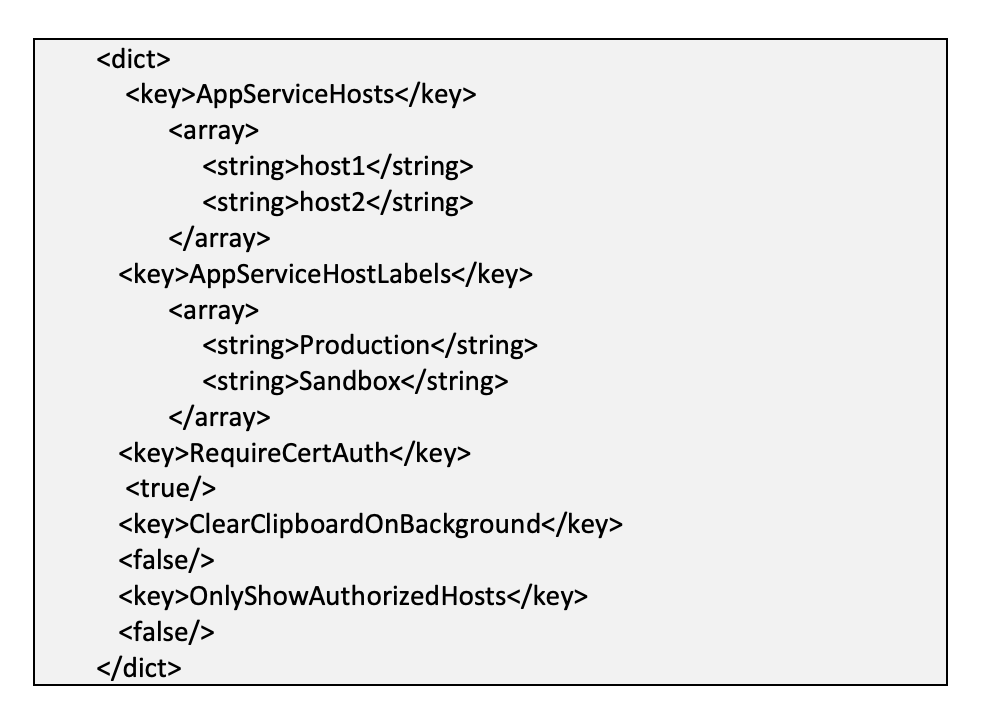 <dict>
<key>AppServiceHosts</key>
<array>
<string>host1</string>
<string>host2</string>
</array>
<key>AppServiceHostLabels</key>
<array>
<string>Production</string>
<string>Sandbox</string>
</array>
<key>RequireCertAuth</key>
<true/>
<key>ClearClipboardOnBackground</key>
<false/>
<key>OnlyShowAuthorizedHosts</key>
<false/>
</dict>